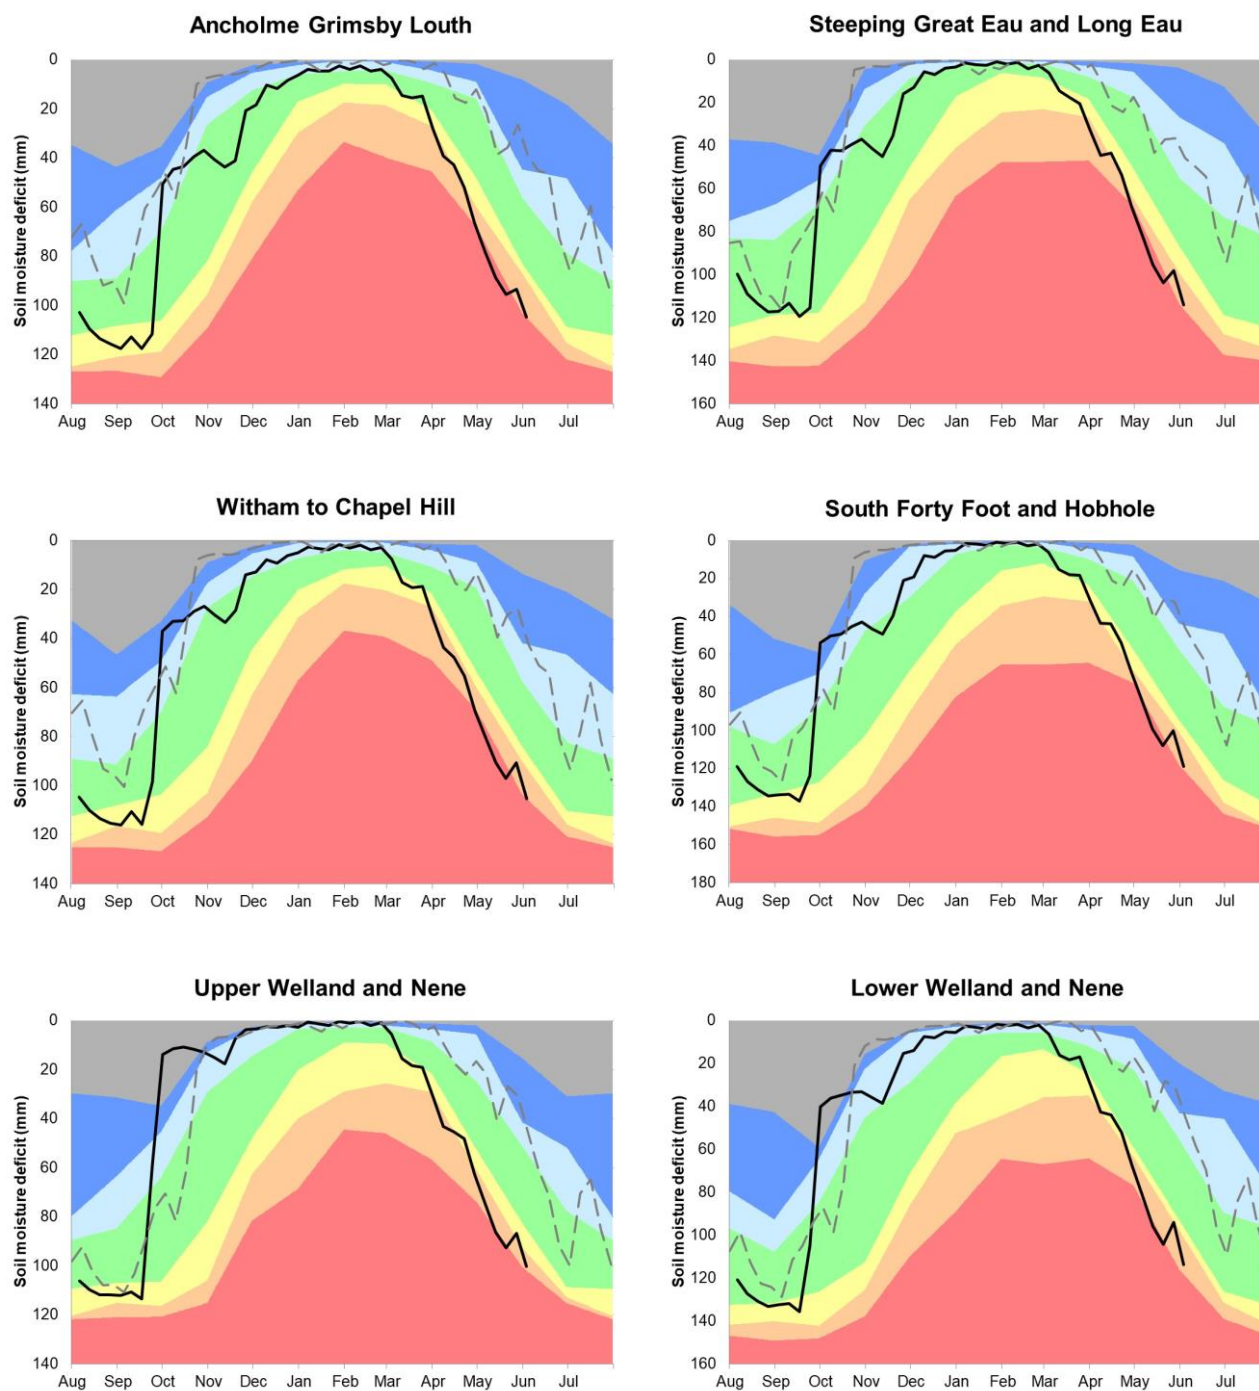 Ancholme Grimsby Louth
Soil moisture deficit (mm)
0
20
40
60
80
100
120
140
Aug Sep Oct Nov Dec Jan Feb Mar Apr May Jun Jul
Steeping Great Eau and Long Eau
Soil moisture deficit (mm)
0
20
40
60
80
100
120
140
160
Aug Sep Oct Nov Dec Jan Feb Mar Apr May Jun Jul
Witham to Chapel Hill
Soil moisture deficit (mm)
0
20
40
60
80
100
120
140
Aug Sep Oct Nov Dec Jan Feb Mar Apr May Jun Jul
South Forty Foot and Hobhole
Soil moisture deficit (mm)
0
20
40
60
80
100
120
140
160
180
Aug Sep Oct Nov Dec Jan Feb Mar Apr May Jun Jul
Upper Welland and Nene
Soil moisture deficit (mm)
0
20
40
60
80
100
120
140
Aug Sep Oct Nov Dec Jan Feb Mar Apr May Jun Jul
Lower Welland and Nene
Soil moisture deficit (mm)
0
20
40
60
80
100
120
140
160
Aug Sep Oct Nov Dec Jan Feb Mar Apr May Jun Jul